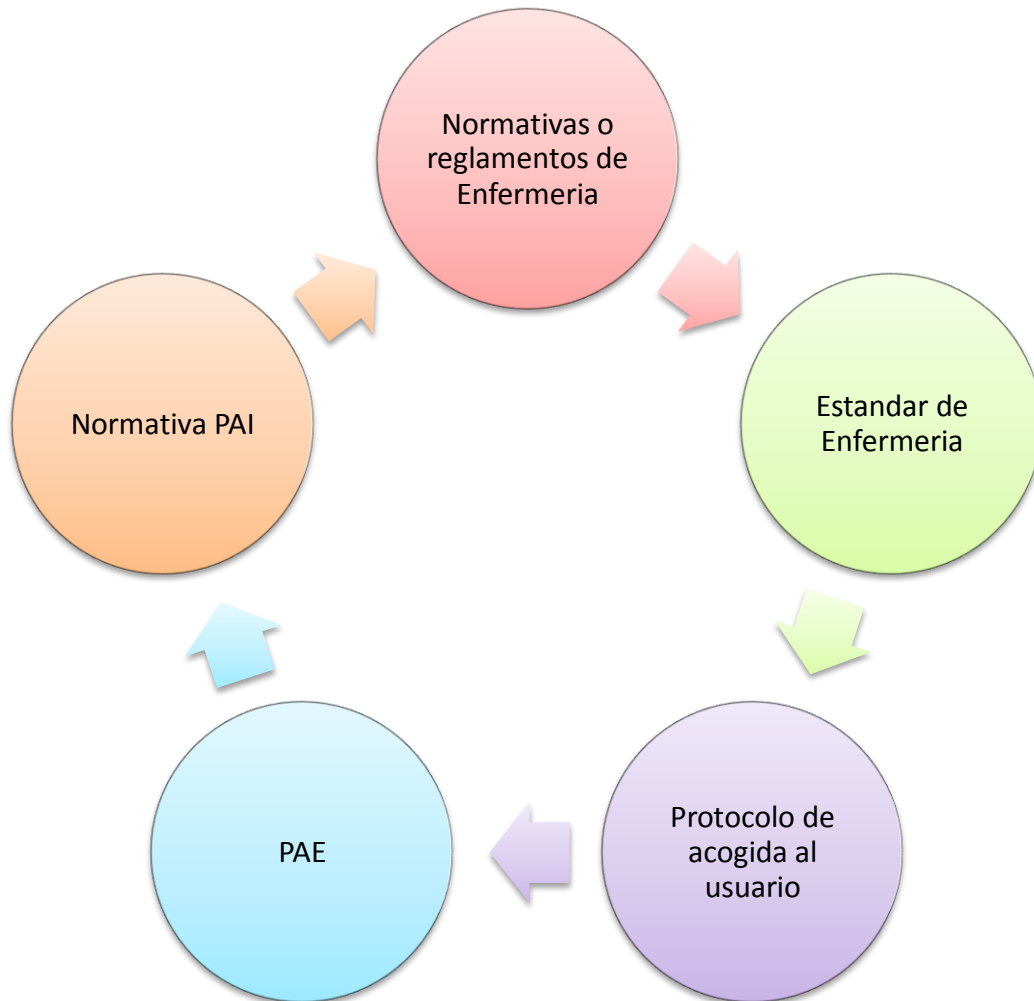 Normativas o
reglamentos de
Enfermeria
Estandar de
Enfermeria
Protocolo de
acogida al
usuario
PAE
Normativa PAI